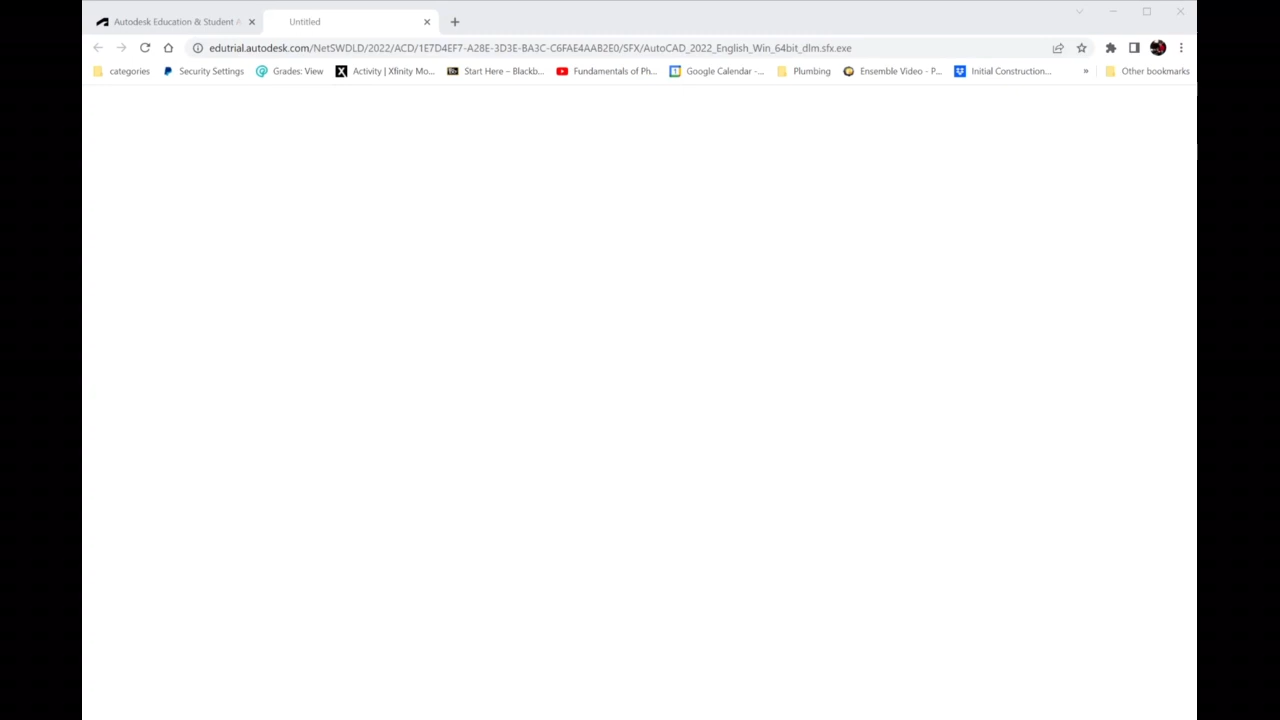 Autodesk Education & Student A
Untitled
edutrial.autodesk.com/NetSWDLD/2022/ACD/1E7D4EF7-A28E-3D3E-BA3C-C6FAE4AAB2E0/SFX/AutoCAD_2022_English_Win_64bit_dlm.sfx.exe
categories Security Settings Grades: View Activity | Xfinity Mo... Start Here – Blackb... Fundamentals of Ph... Google Calendar -... Plumbing Ensemble Video - P... Initial Construction... » Other bookmarks